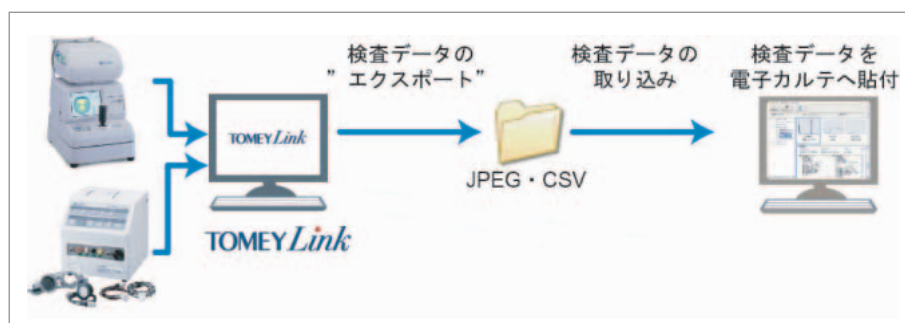 検査データの
”エクスポート”
検査データの
取り込み
検査データを
電子カルテへ貼付
TOMEY Link
JPEG・CSV
TOMEY Link